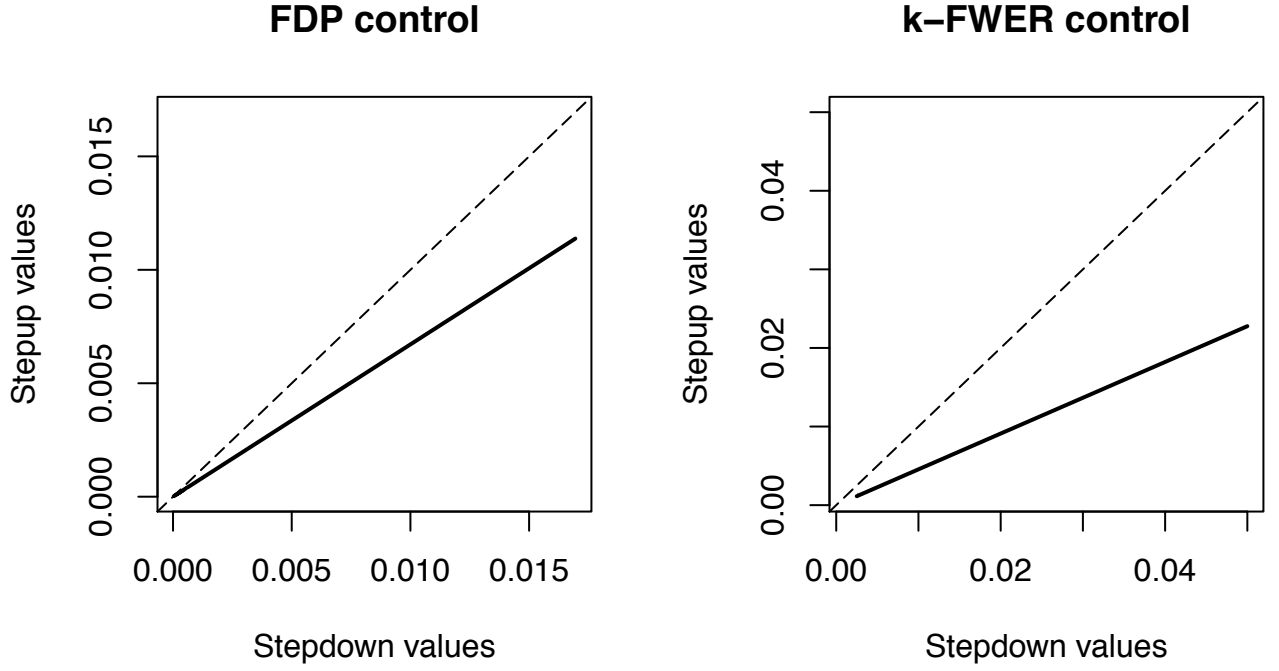 FDP control
Stepup values
0.015
0.010
0.005
0.000
0.000 0.005 0.010 0.015
Stepdown values
k−FWER control
Stepup values
0.04
0.02
0.00
0.00 0.02 0.04
Stepdown values